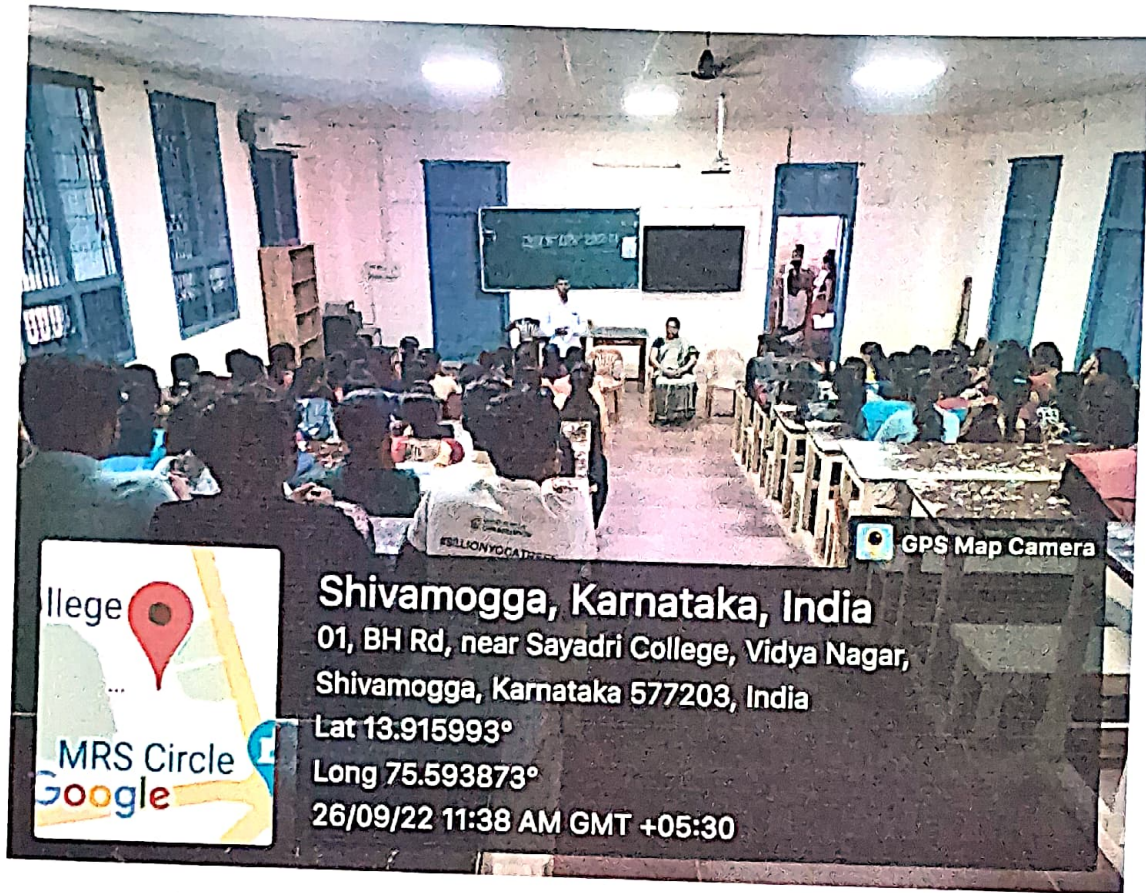 GPS Map Camera
Shivamogga, Karnataka, India
01, BH Rd, near Sayadri College, Vidya Nagar,
Shivamogga, Karnataka 577203, India
Lat 13.915993°
Long 75.593873°
26/09/22 11:38 AM GMT +05:30
llege
...
MRS Circle
Google